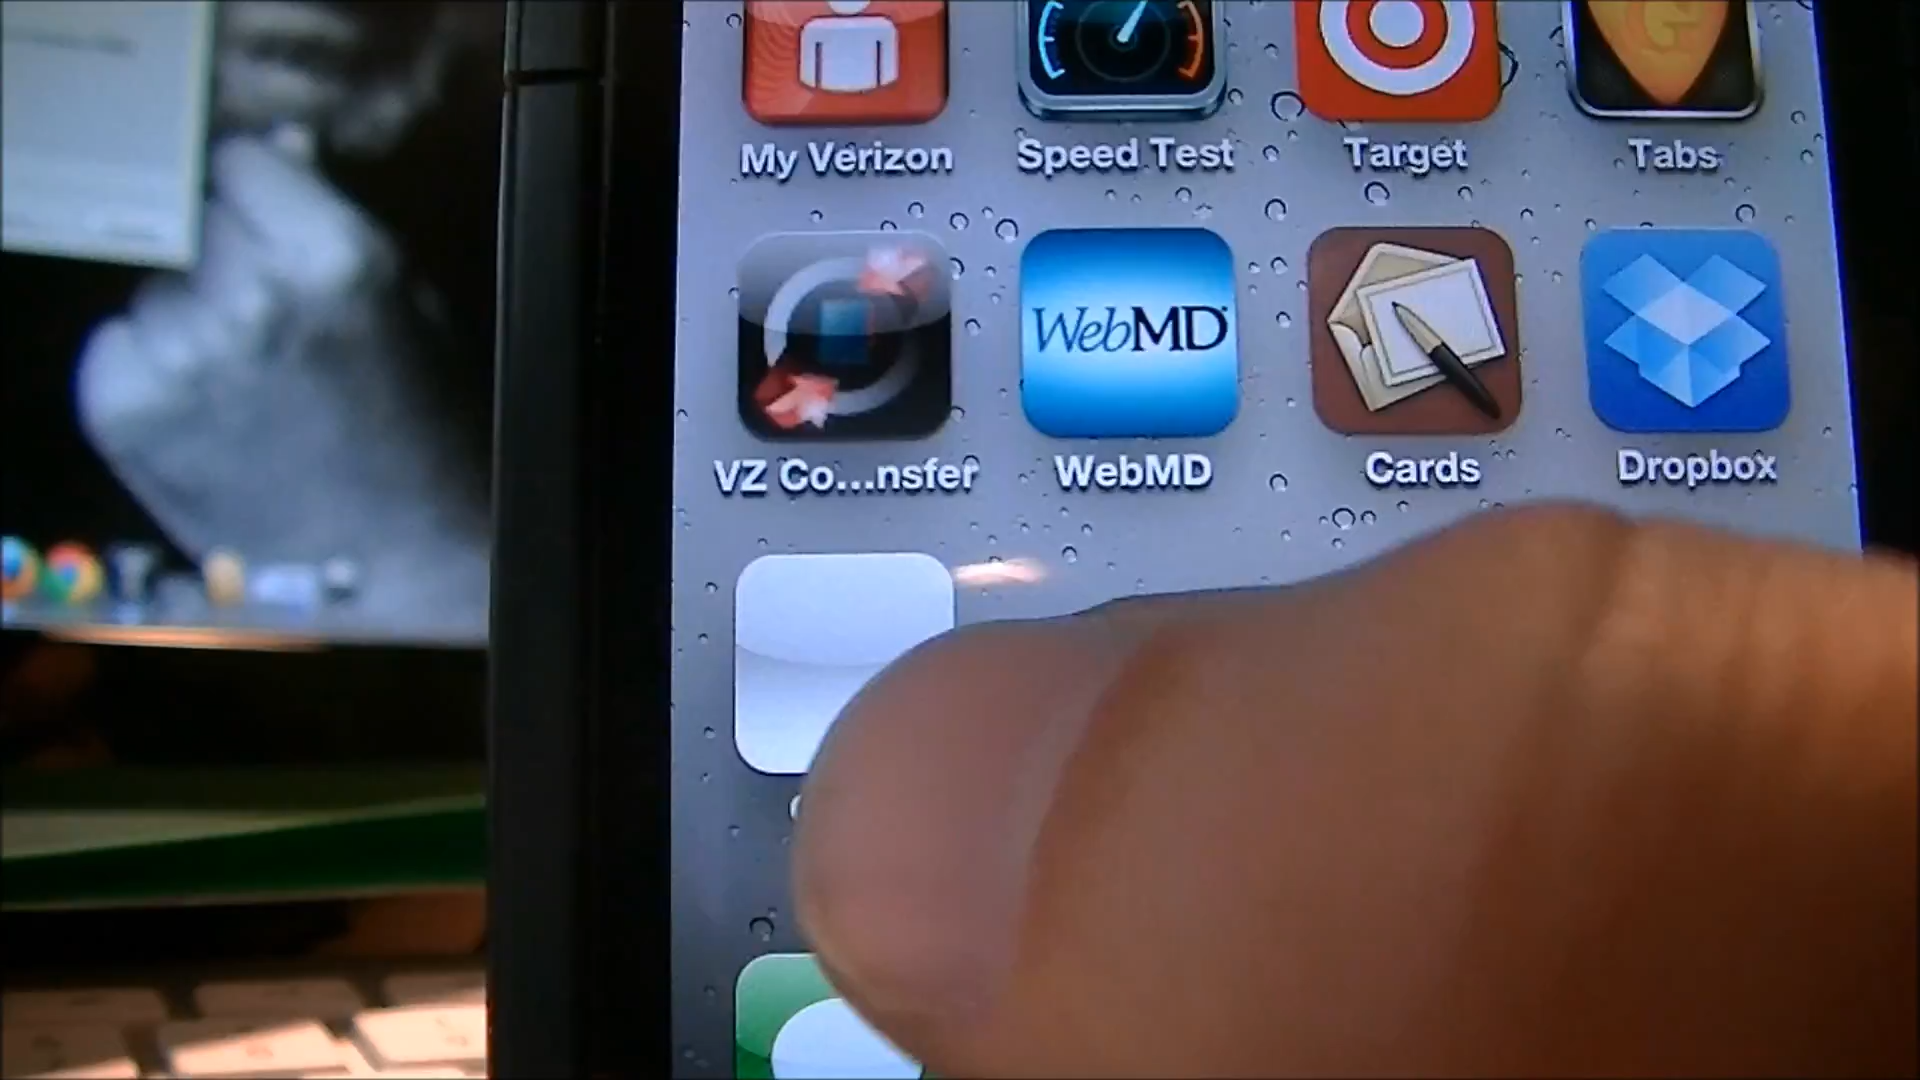 My Verizon
Speed Test
Target
Tabs
G
WebMD
VZ Co...nsfer
WebMD
Cards
Dropbox